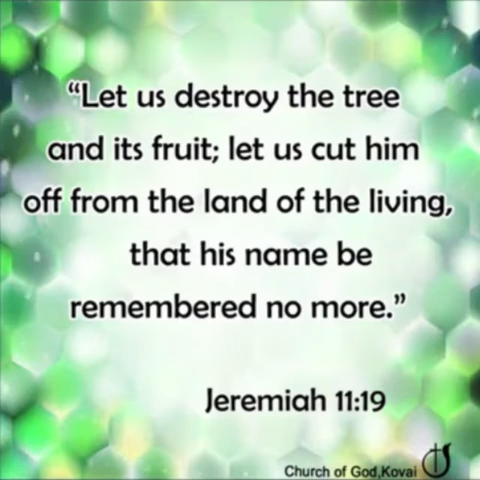 “Let us destroy the tree
and its fruit; let us cut him
off from the land of the living,
that his name be
remembered no more.”
Jeremiah 11:19
Church of God,Kovai